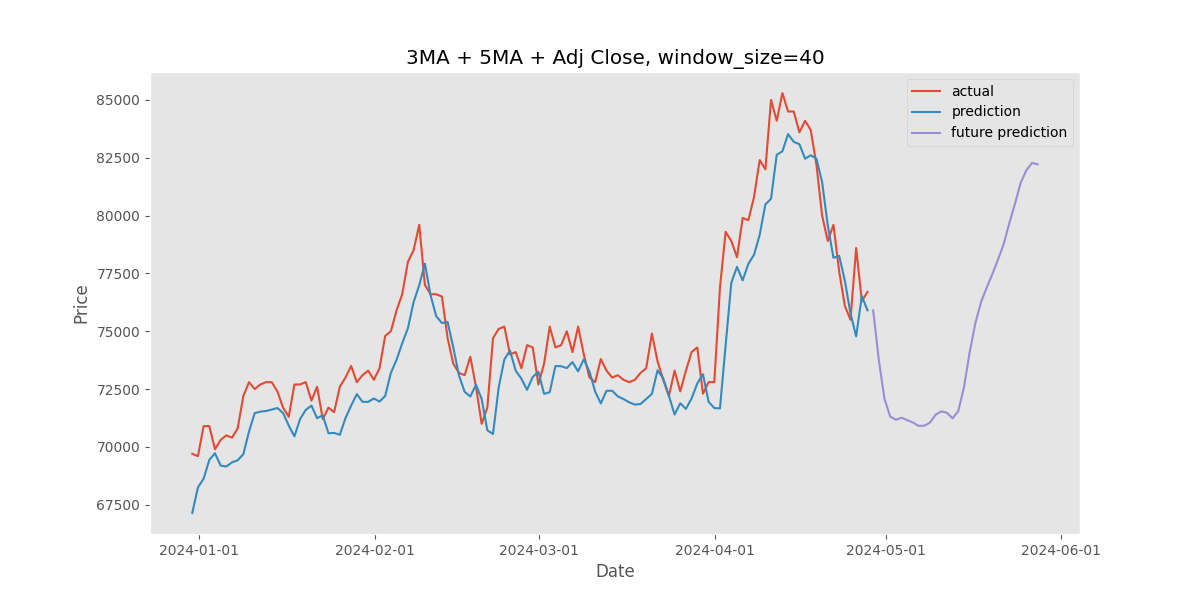 3MA + 5MA + Adj Close, window_size=40
actual
prediction
future prediction
85000
82500
80000
77500
75000
72500
70000
67500
Price
2024-01-01 2024-02-01 2024-03-01 2024-04-01 2024-05-01 2024-06-01
Date